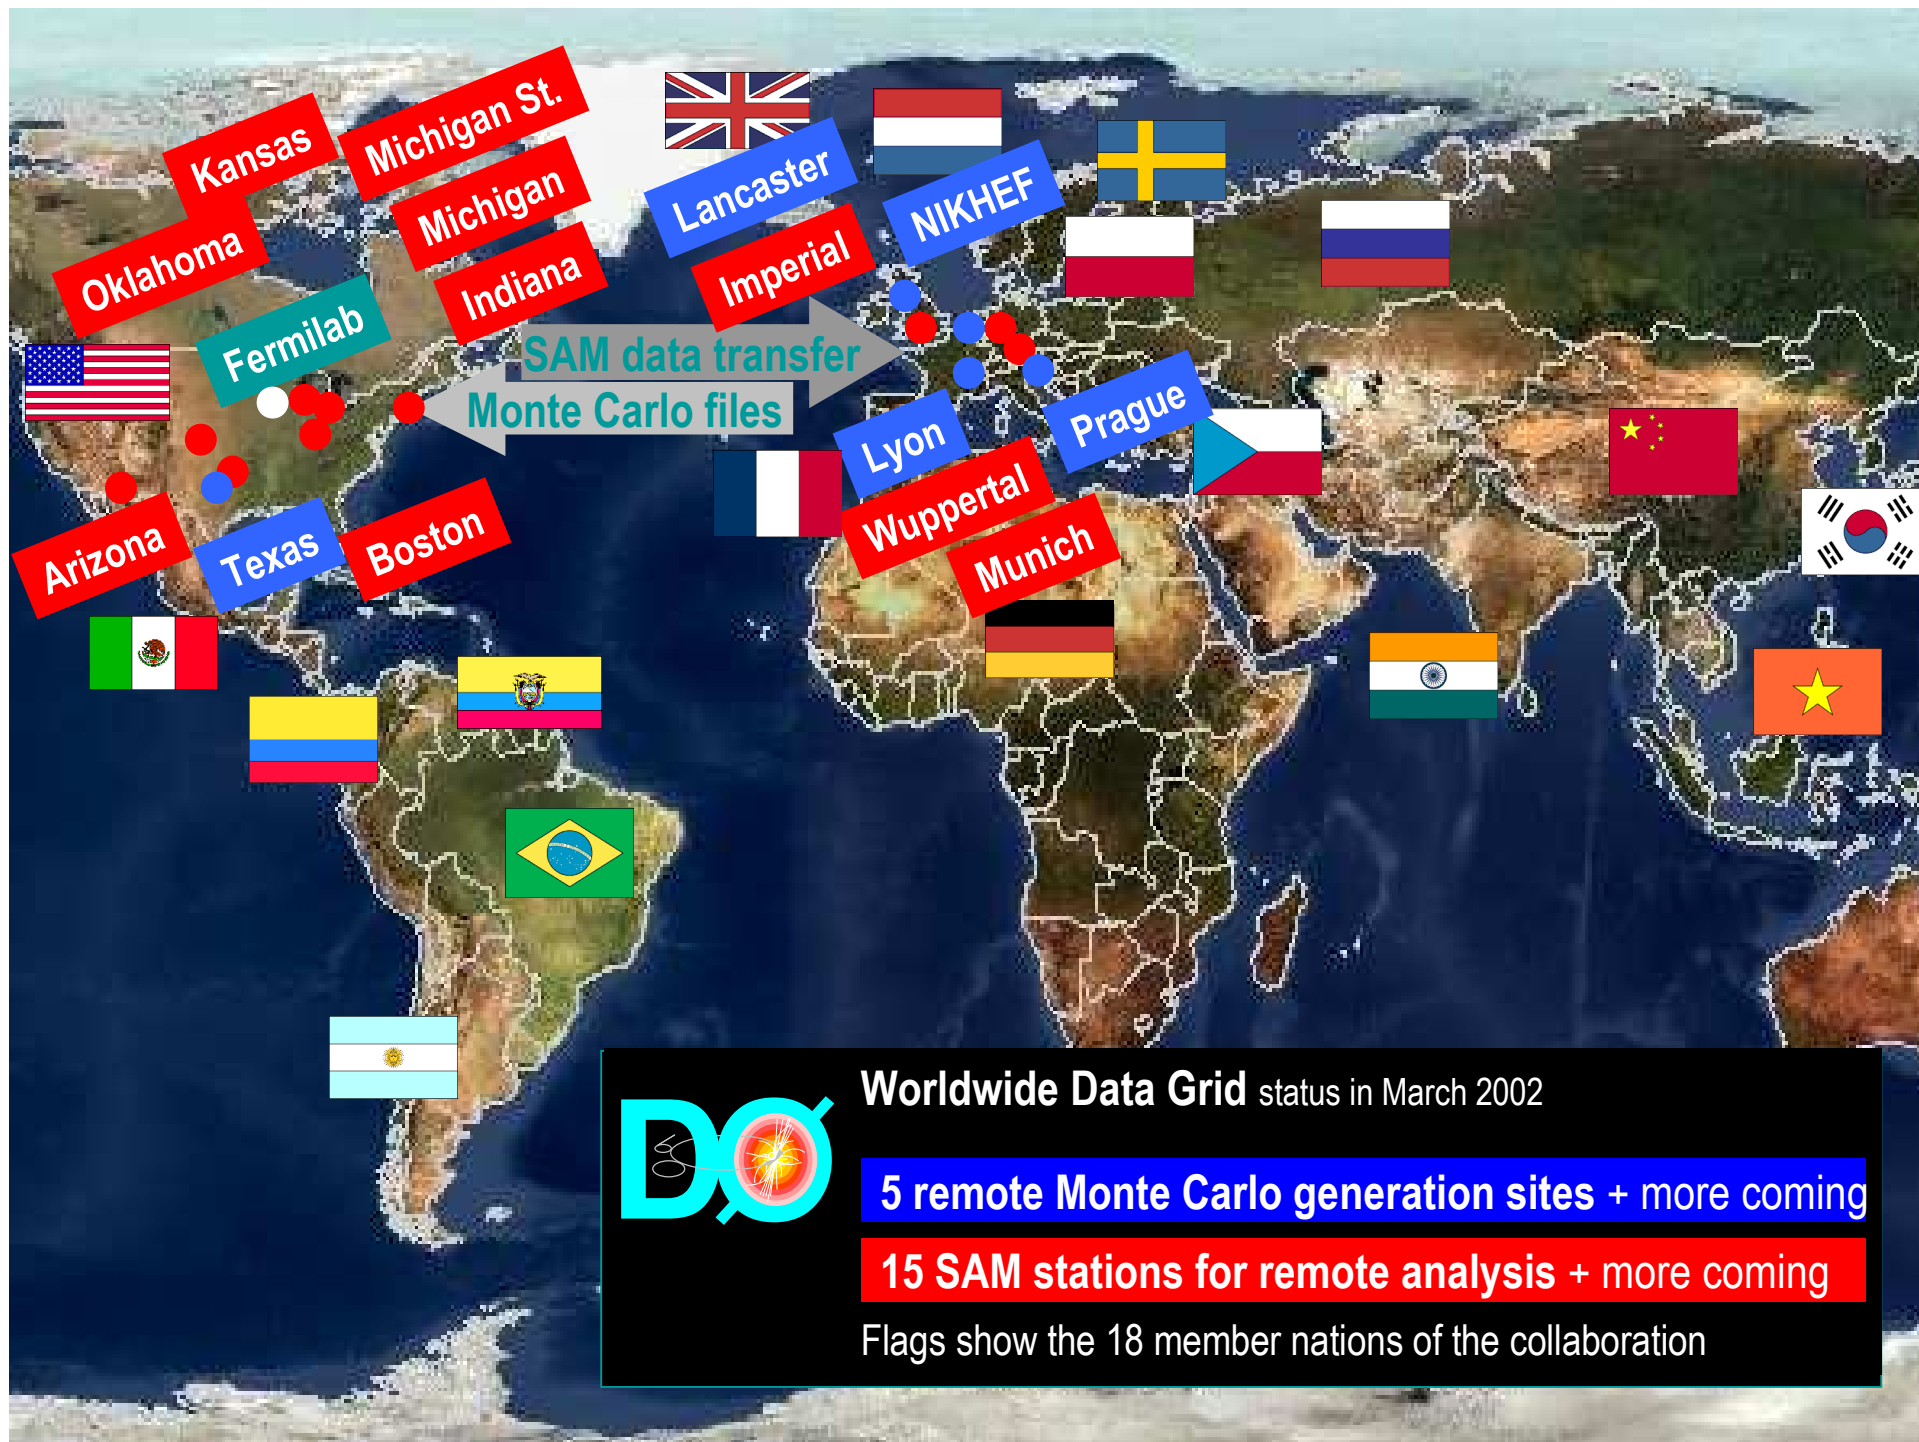 Kansas
Michigan St.
Michigan
Oklahoma
Indiana
Fermilab
Lancaster
NIKHEF
Imperial
SAM data transfer
Monte Carlo files
Lyon
Prague
Wuppertal
Munich
Arizona
Texas
Boston
DØ
Worldwide Data Grid status in March 2002
5 remote Monte Carlo generation sites + more coming
15 SAM stations for remote analysis + more coming
Flags show the 18 member nations of the collaboration